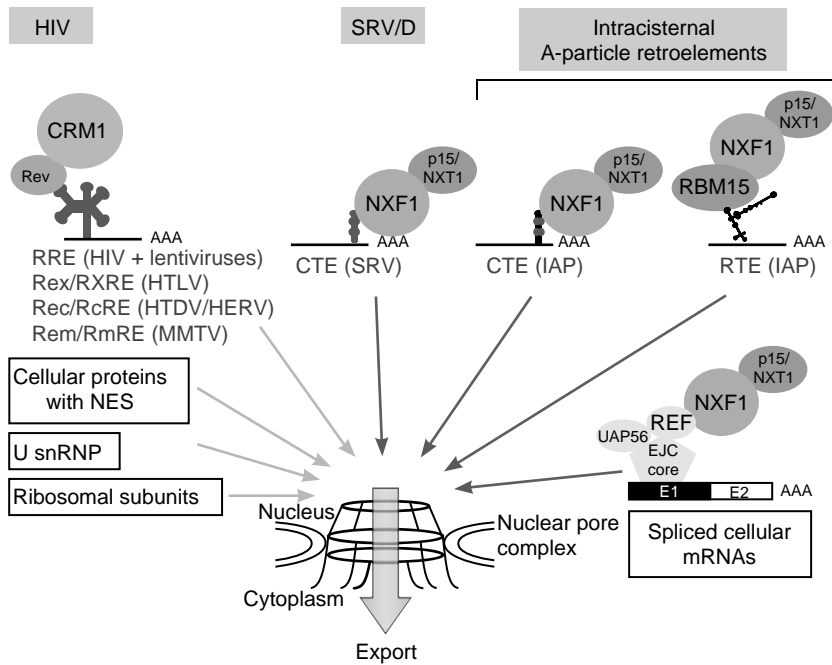 HIV
SRV/D
Intracisternal
A-particle retroelements
CRM1
Rev
AAA
RRE (HIV + lentiviruses)
Rex/RXRE (HTLV)
Rec/RcRE (HTDV/HERV)
Rem/RmRE (MMTV)
p15/
NXT1
NXF1
AAA
CTE (SRV)
p15/
NXT1
NXF1
AAA
CTE (IAP)
p15/
NXT1
NXF1
RBM15
AAA
RTE (IAP)
Cellular proteins
with NES
U snRNP
Ribosomal subunits
p15/
NXT1
NXF1
REF
UAP56
EJC
core
E1 E2 AAA
Spliced cellular
mRNAs
Nucleus
Nuclear pore
complex
Cytoplasm
Export